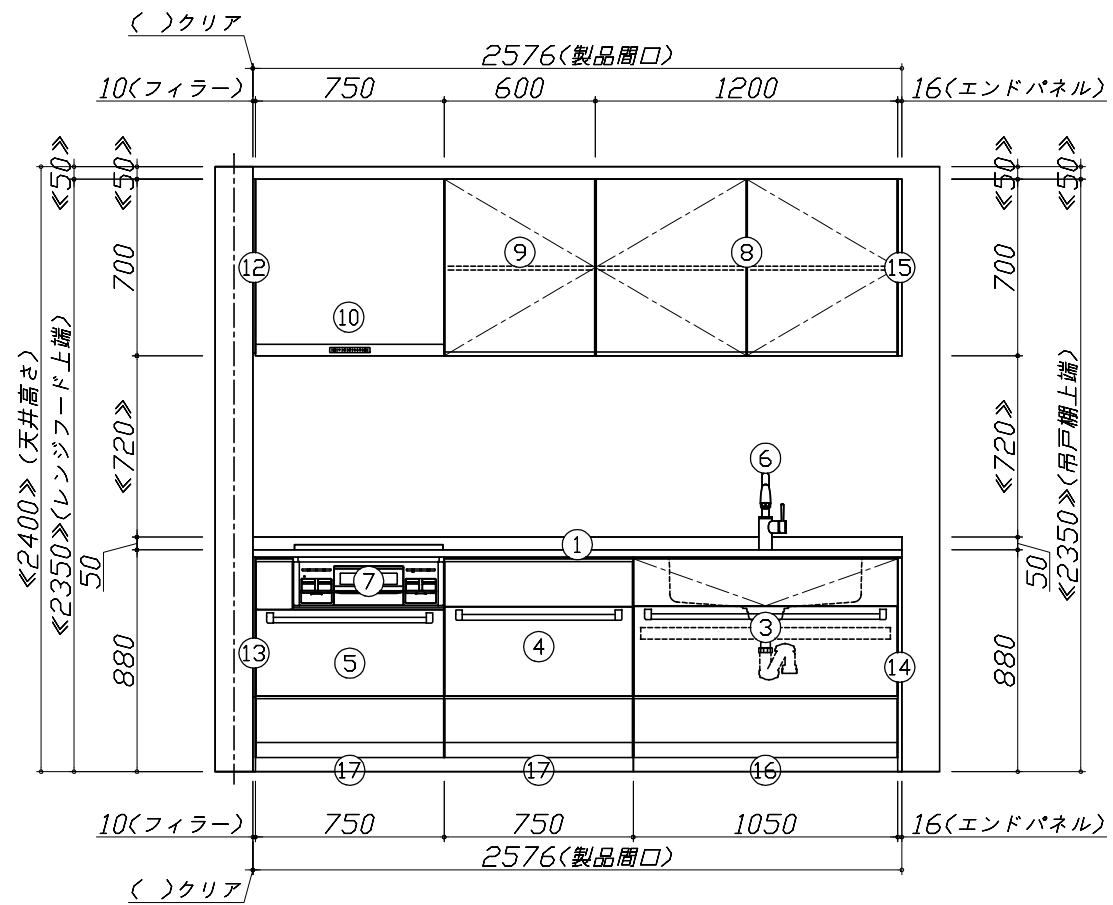 ( )クリア
2576(製品間口)
10(フィラー) 750 600 1200 16(エンドパネル)
≪50≫ ≪50≫ ≪50≫ ≪50≫
700 700
12 9 8 15
10
≪2400≫(天井高さ)
≪2350≫(レンジフード上端)
≪720≫ ≪720≫
≪2350≫(吊戸棚上端)
6
1
50 50
7
3
4
13 5 14
880 880
17 17 16
10(フィラー) 750 750 1050 16(エンドパネル)
2576(製品間口)
( )クリア